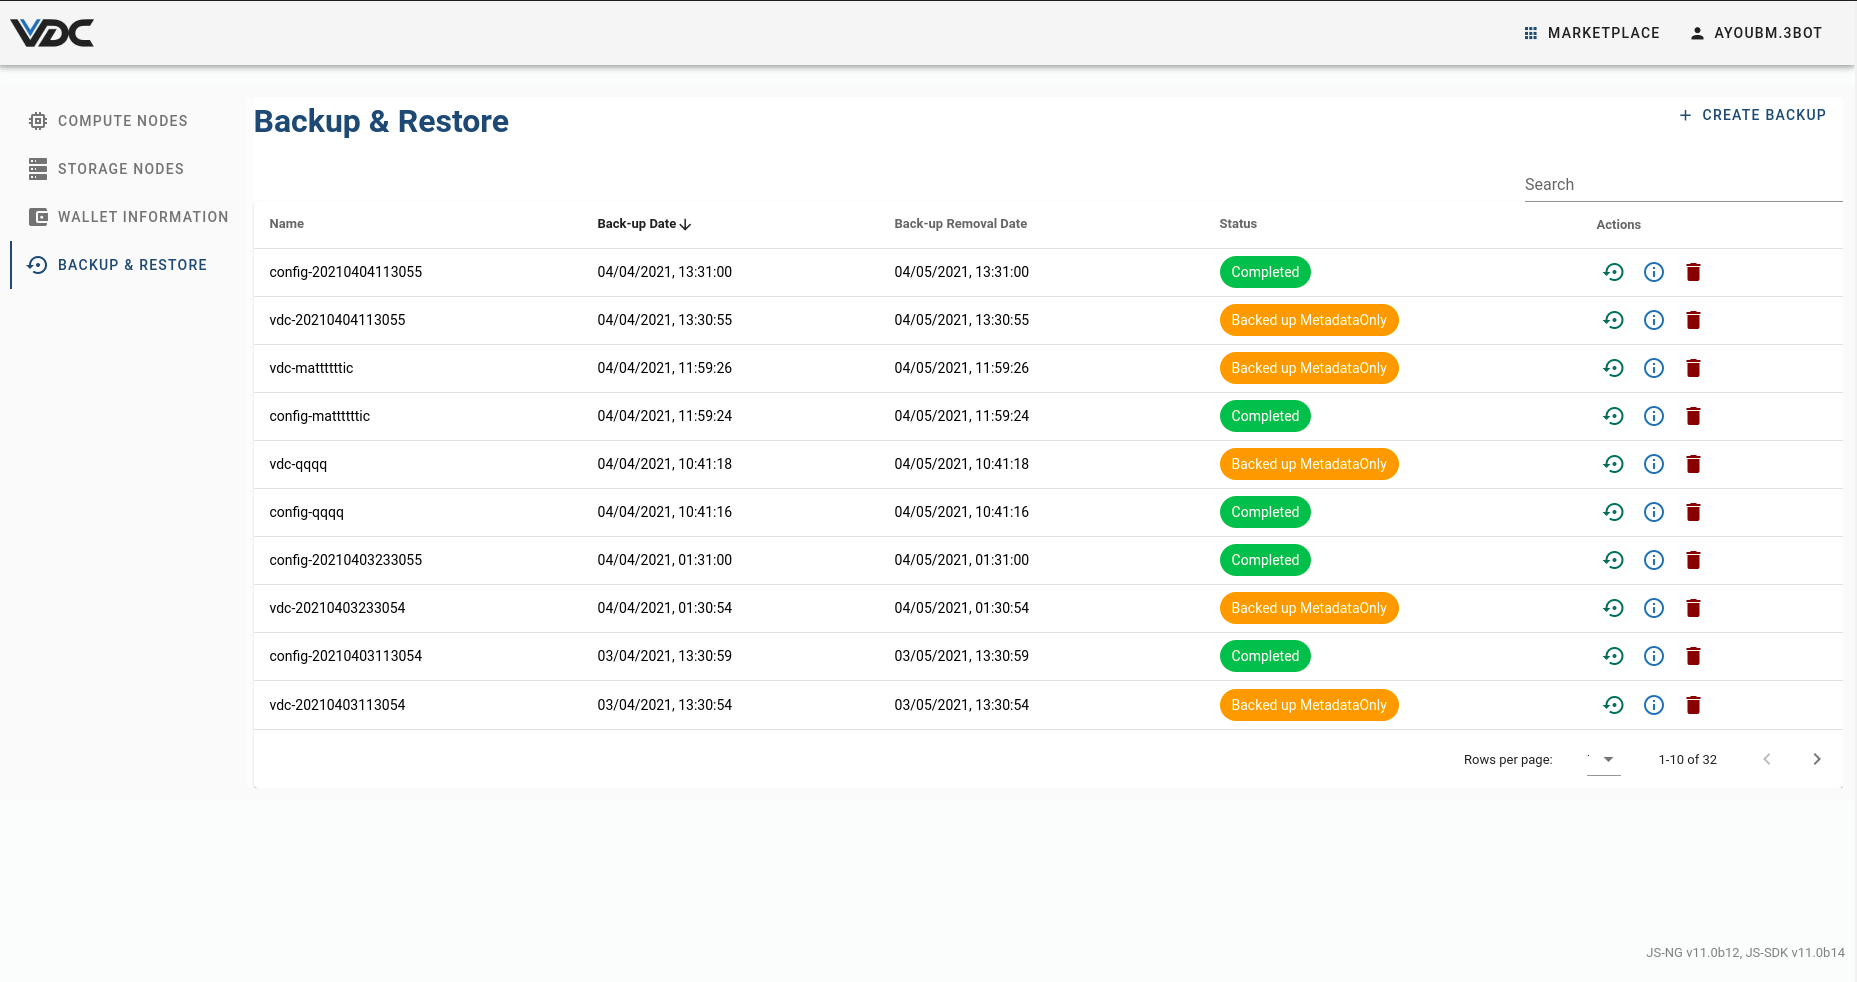 VDC
MARKETPLACE
AYOUBM.3BOT
COMPUTE NODES
STORAGE NODES
WALLET INFORMATION
BACKUP & RESTORE
Backup & Restore
CREATE BACKUP
Search
Name Back-up Date Back-up Removal Date Status Actions
config-20210404113055 04/04/2021, 13:31:00 04/05/2021, 13:31:00 Completed
vdc-20210404113055 04/04/2021, 13:30:55 04/05/2021, 13:30:55 Backed up MetadataOnly
vdc-mattttttic 04/04/2021, 11:59:26 04/05/2021, 11:59:26 Backed up MetadataOnly
config-mattttttic 04/04/2021, 11:59:24 04/05/2021, 11:59:24 Completed
vdc-qqqq 04/04/2021, 10:41:18 04/05/2021, 10:41:18 Backed up MetadataOnly
config-qqqq 04/04/2021, 10:41:16 04/05/2021, 10:41:16 Completed
config-20210403233055 04/04/2021, 01:31:00 04/05/2021, 01:31:00 Completed
vdc-20210403233054 04/04/2021, 01:30:54 04/05/2021, 01:30:54 Backed up MetadataOnly
config-20210403113054 03/04/2021, 13:30:59 03/05/2021, 13:30:59 Completed
vdc-20210403113054 03/04/2021, 13:30:54 03/05/2021, 13:30:54 Backed up MetadataOnly
Rows per page: 1-10 of 32
JS-NG v11.0b12, JS-SDK v11.0b14